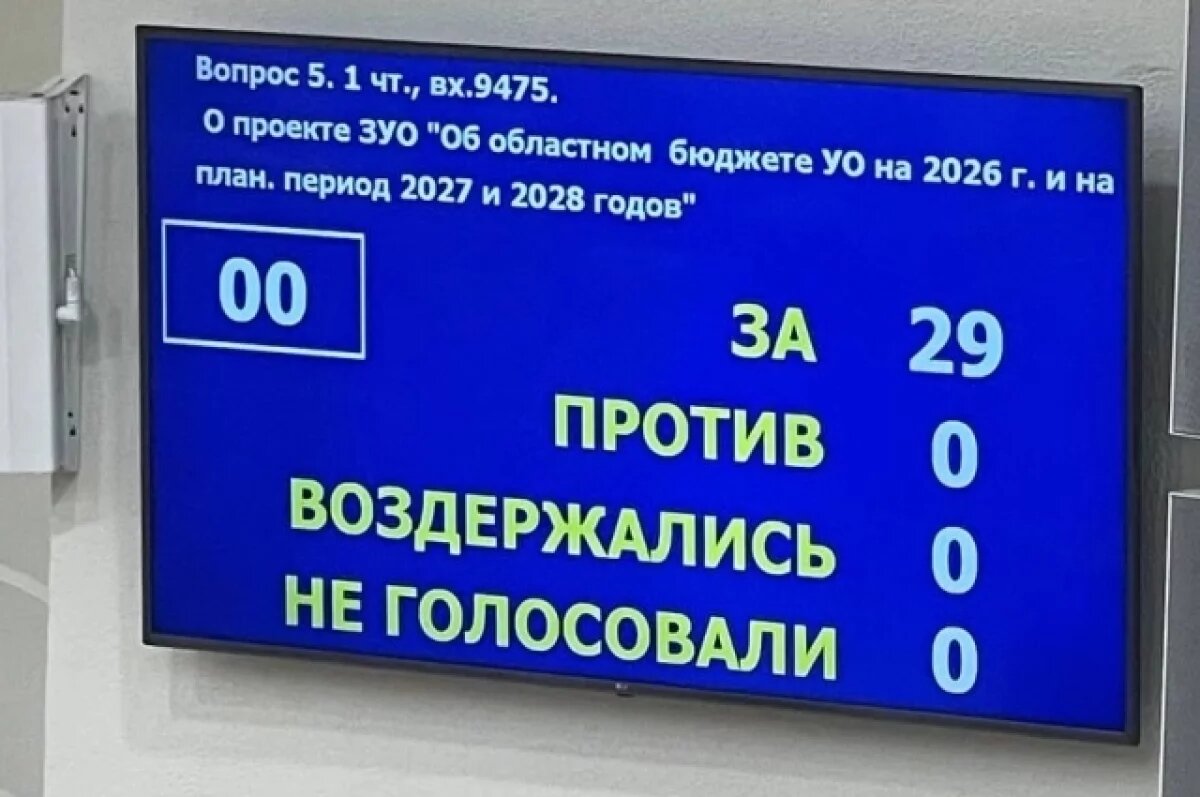 Вопрос 5. 1 чт., вх.9475.
О проекте ЗУО "Об областном бюджете УО на 2026 г. и на
план. период 2027 и 2028 годов"
00
ЗА 29
ПРОТИВ 0
ВОЗДЕРЖАЛИСЬ 0
НЕ ГОЛОСОВАЛИ 0